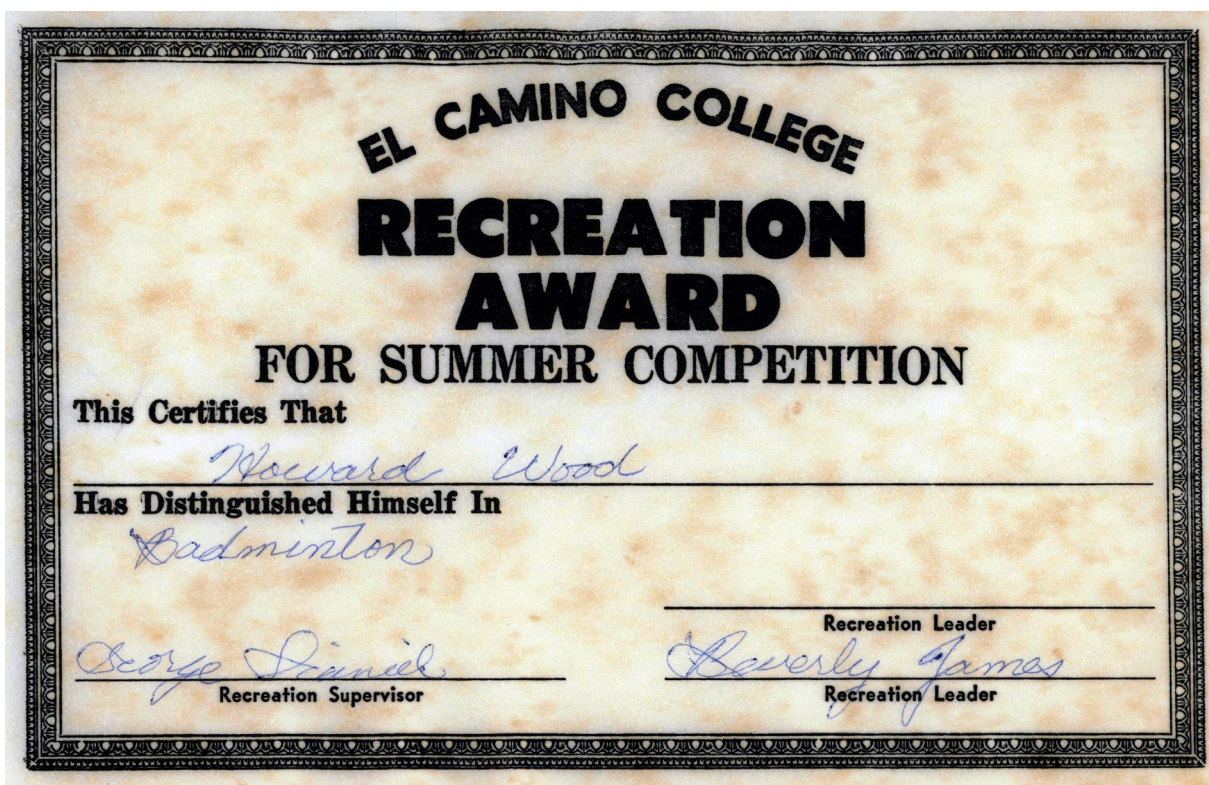 EL CAMINO COLLEGE
RECREATION
AWARD
FOR SUMMER COMPETITION
This Certifies That
Howard Wood
Has Distinguished Himself In
Badminton
Recreation Leader
George Beverly James
Recreation Supervisor Recreation Leader